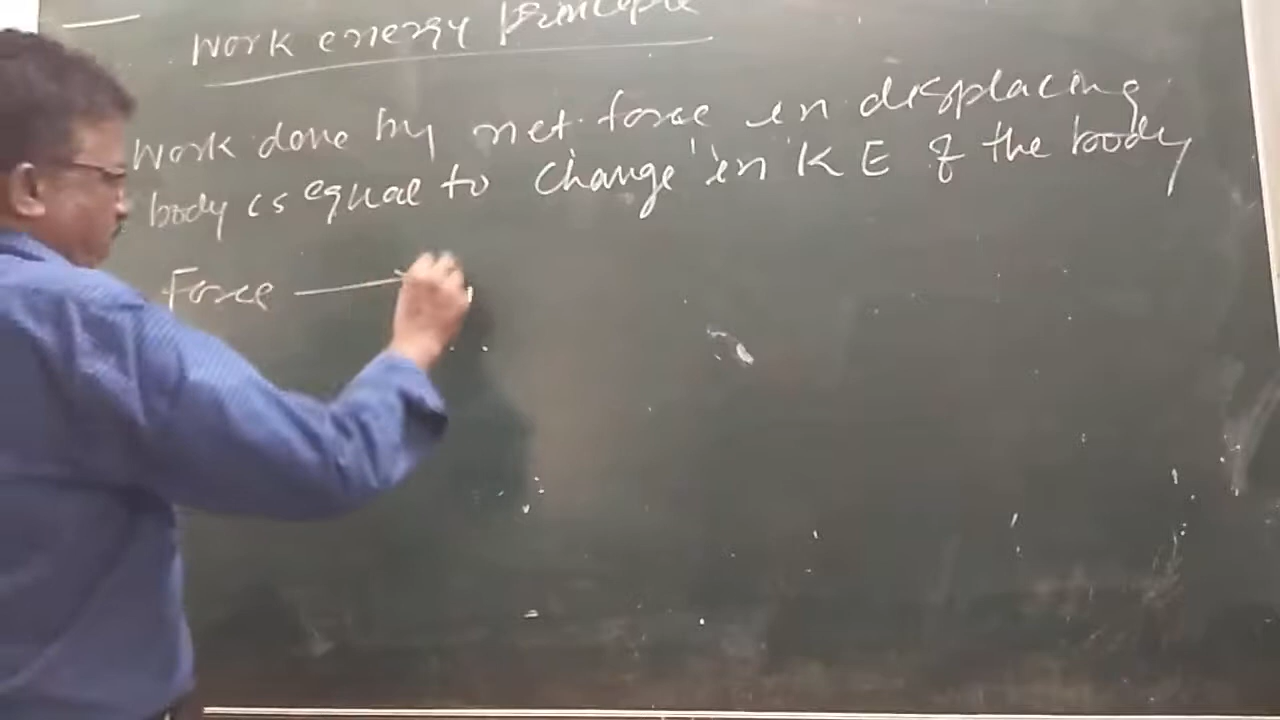 Work energy principle
Work done by net force in displacing
body is equal to change in K E of the body
Force